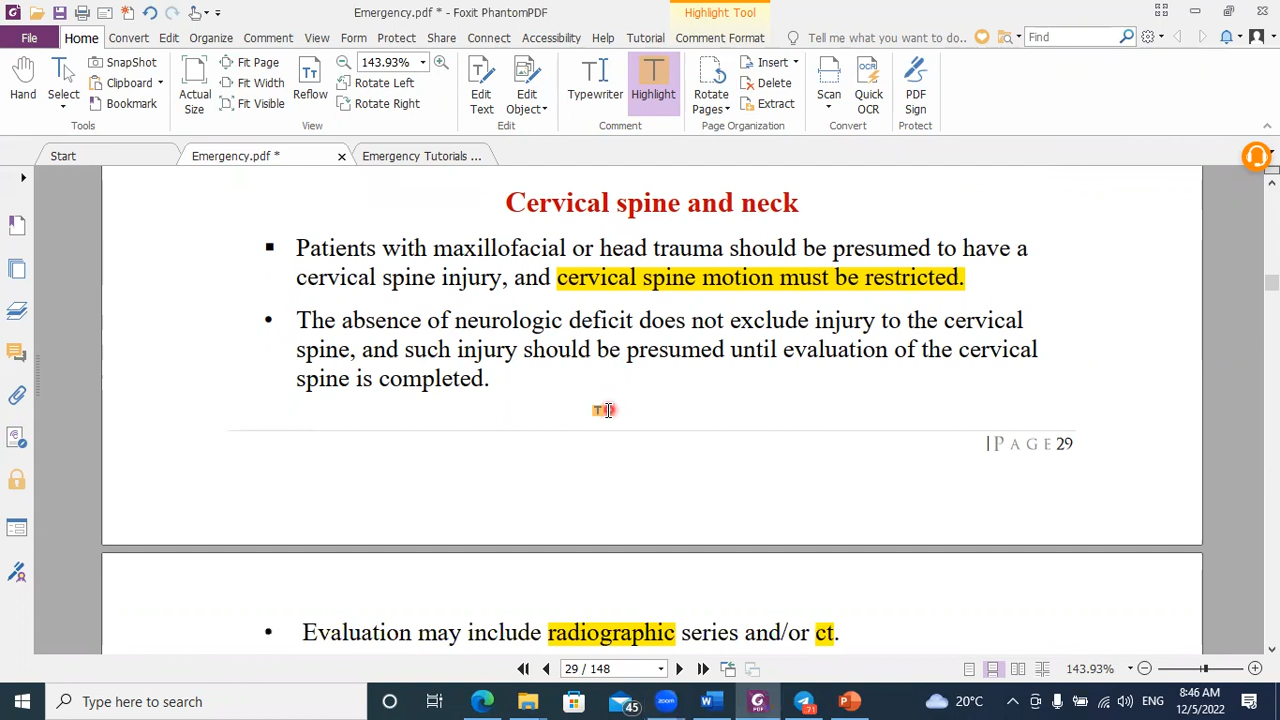 Emergency.pdf * - Foxit PhantomPDF
Highlight Tool
File Home Convert Edit Organize Comment View Form Protect Share Connect Accessibility Help Tutorial Comment Format Tell me what you want to do.. Find
Hand Select SnapShot Clipboard Bookmark
Actual Size Fit Page Fit Width Fit Visible Reflow 143.93% Rotate Left Rotate Right
Edit Text Edit Object Typewriter Highlight
Rotate Pages Insert Delete Extract Scan Quick OCR PDF Sign
Tools View Edit Comment Page Organization Convert Protect
Start Emergency.pdf * Emergency Tutorials ...
Cervical spine and neck
▪ Patients with maxillofacial or head trauma should be presumed to have a
cervical spine injury, and cervical spine motion must be restricted.
• The absence of neurologic deficit does not exclude injury to the cervical
spine, and such injury should be presumed until evaluation of the cervical
spine is completed.
| PAGE 29
• Evaluation may include radiographic series and/or ct.
29 / 148 143.93%
Type here to search 45 zoom W PDF 71 P 20°C ENG 8:46 AM
12/5/2022